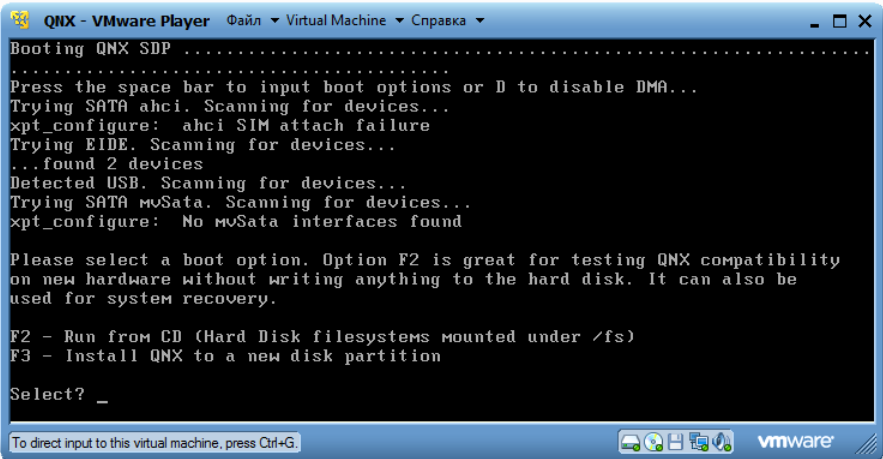 QNX - VMware Player Файл Virtual Machine Справка
Booting QNX SDP ................................................................
.........................................
Press the space bar to input boot options or D to disable DMA...
Trying SATA ahci. Scanning for devices...
xpt_configure:  ahci SIM attach failure
Trying EIDE. Scanning for devices...
...found 2 devices
Detected USB. Scanning for devices...
Trying SATA mvSata. Scanning for devices...
xpt_configure:  No mvSata interfaces found
Please select a boot option. Option F2 is great for testing QNX compatibility
on new hardware without writing anything to the hard disk. It can also be
used for system recovery.
F2 - Run from CD (Hard Disk filesystems mounted under /fs)
F3 - Install QNX to a new disk partition
Select? _
To direct input to this virtual machine, press Ctrl+G.
vmware